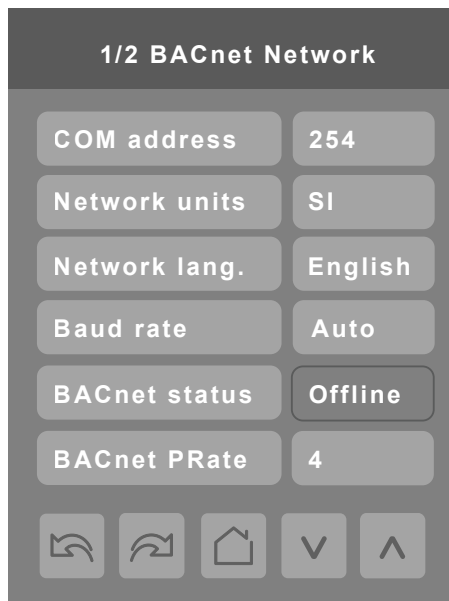 1/2 BACnet Network
COM address 254
Network units SI
Network lang. English
Baud rate Auto
BACnet status Offline
BACnet PRate 4